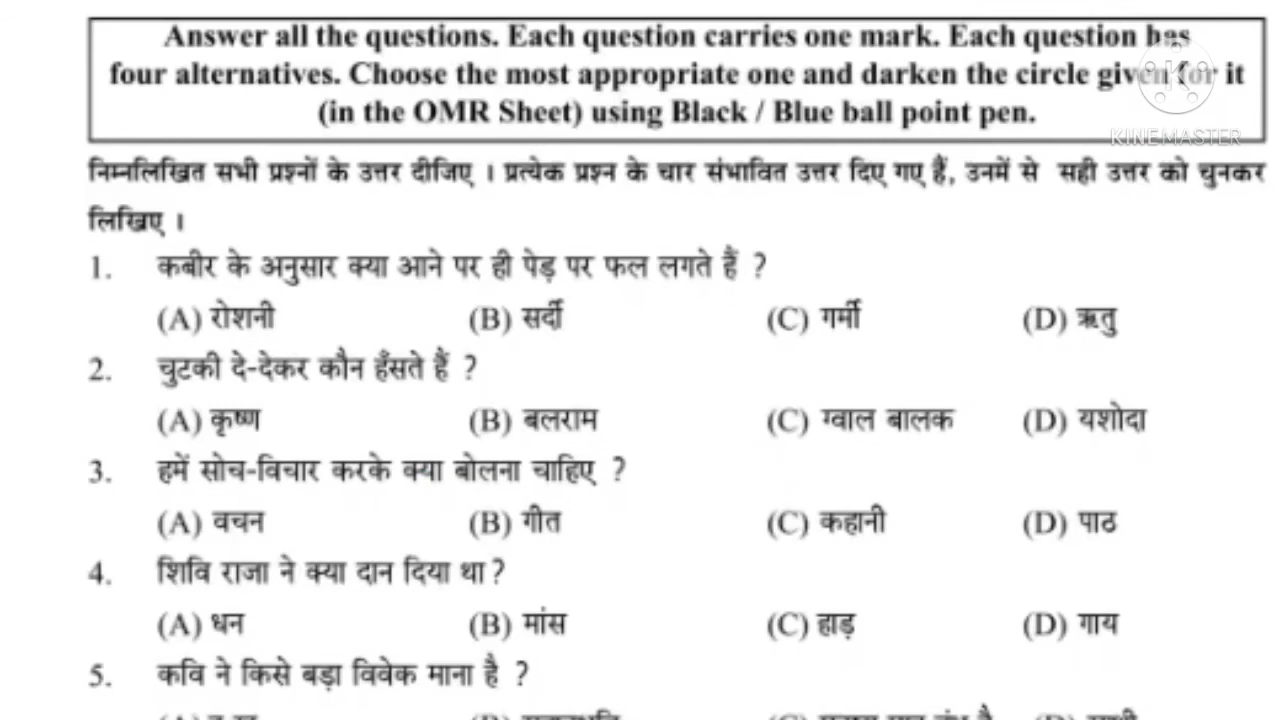 Answer all the questions. Each question carries one mark. Each question has
four alternatives. Choose the most appropriate one and darken the circle given for it
(in the OMR Sheet) using Black / Blue ball point pen.
KINEMASTER
निम्नलिखित सभी प्रश्नों के उत्तर दीजिए । प्रत्येक प्रश्न के चार संभावित उत्तर दिए गए हैं, उनमें से सही उत्तर को चुनकर
लिखिए ।
1. कबीर के अनुसार क्या आने पर ही पेड़ पर फल लगते हैं ?
(A) रोशनी (B) सर्दी (C) गर्मी (D) ऋतु
2. चुटकी दे-देकर कौन हँसते हैं ?
(A) कृष्ण (B) बलराम (C) ग्वाल बालक (D) यशोदा
3. हमें सोच-विचार करके क्या बोलना चाहिए ?
(A) वचन (B) गीत (C) कहानी (D) पाठ
4. शिवि राजा ने क्या दान दिया था ?
(A) धन (B) मांस (C) हाड़ (D) गाय
5. कवि ने किसे बड़ा विवेक माना है ?